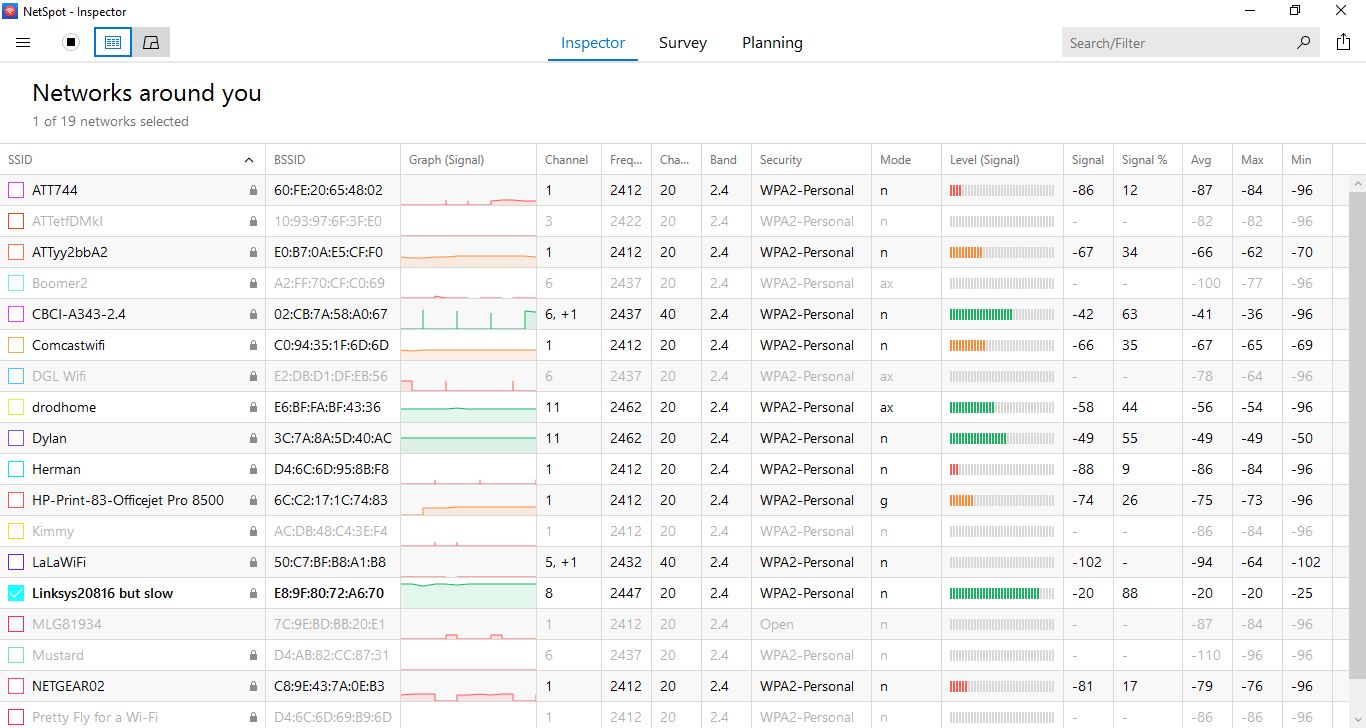 NetSpot - Inspector
Inspector Survey Planning Search/Filter
Networks around you
1 of 19 networks selected
SSID BSSID Graph (Signal) Channel Freq... Cha... Band Security Mode Level (Signal) Signal Signal % Avg Max Min
ATT744 60:FE:20:65:48:02 1 2412 20 2.4 WPA2-Personal n -86 12 -87 -84 -96
ATTetfDMkI 10:93:97:6F:3F:E0 3 2422 20 2.4 WPA2-Personal n - - -82 -82 -96
ATTyy2bbA2 E0:B7:0A:E5:CF:F0 1 2412 20 2.4 WPA2-Personal n -67 34 -66 -62 -70
Boomer2 A2:FF:70:CF:C0:69 6 2437 20 2.4 WPA2-Personal ax - - -100 -77 -96
CBCI-A343-2.4 02:CB:7A:58:A0:67 6, +1 2437 40 2.4 WPA2-Personal n -42 63 -41 -36 -96
Comcastwifi C0:94:35:1F:6D:6D 1 2412 20 2.4 WPA2-Personal n -66 35 -67 -65 -69
DGL Wifi E2:DB:D1:DF:EB:56 6 2437 20 2.4 WPA2-Personal ax - - -78 -64 -96
drodhome E6:BF:FA:BF:43:36 11 2462 20 2.4 WPA2-Personal ax -58 44 -56 -54 -96
Dylan 3C:7A:8A:5D:40:AC 11 2462 20 2.4 WPA2-Personal n -49 55 -49 -49 -50
Herman D4:6C:6D:95:8B:F8 1 2412 20 2.4 WPA2-Personal n -88 9 -86 -84 -96
HP-Print-83-Officejet Pro 8500 6C:C2:17:1C:74:83 1 2412 20 2.4 WPA2-Personal g -74 26 -75 -73 -96
Kimmy AC:DB:48:C4:3E:F4 1 2412 20 2.4 WPA2-Personal n - - -86 -84 -96
LaLaWiFi 50:C7:BF:B8:A1:B8 5, +1 2432 40 2.4 WPA2-Personal n -102 - -94 -64 -102
Linksys20816 but slow E8:9F:80:72:A6:70 8 2447 20 2.4 WPA2-Personal n -20 88 -20 -20 -25
MLG81934 7C:9E:BD:BB:20:E1 1 2412 20 2.4 Open n - - -87 -84 -96
Mustard D4:AB:82:CC:87:31 6 2437 20 2.4 WPA2-Personal n - - -110 -96 -96
NETGEAR02 C8:9E:43:7A:0E:B3 1 2412 20 2.4 WPA2-Personal n -81 17 -79 -76 -96
Pretty Fly for a Wi-Fi D4:6C:6D:69:B9:6D 1 2412 20 2.4 WPA2-Personal n - - -86 -86 -96